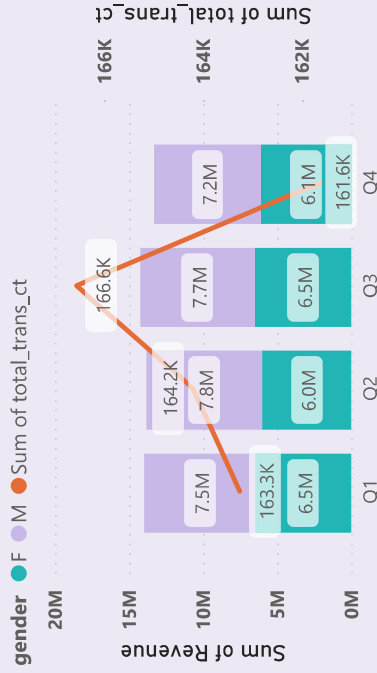 gender F M Sum of total_trans_ct
20M
15M
10M
5M
0M
Sum of Revenue
166K
164K
162K
Sum of total_trans_ct
7.5M
163.3K
6.5M
164.2K
7.8M
6.0M
166.6K
7.7M
6.5M
7.2M
6.1M
161.6K
Q1 Q2 Q3 Q4